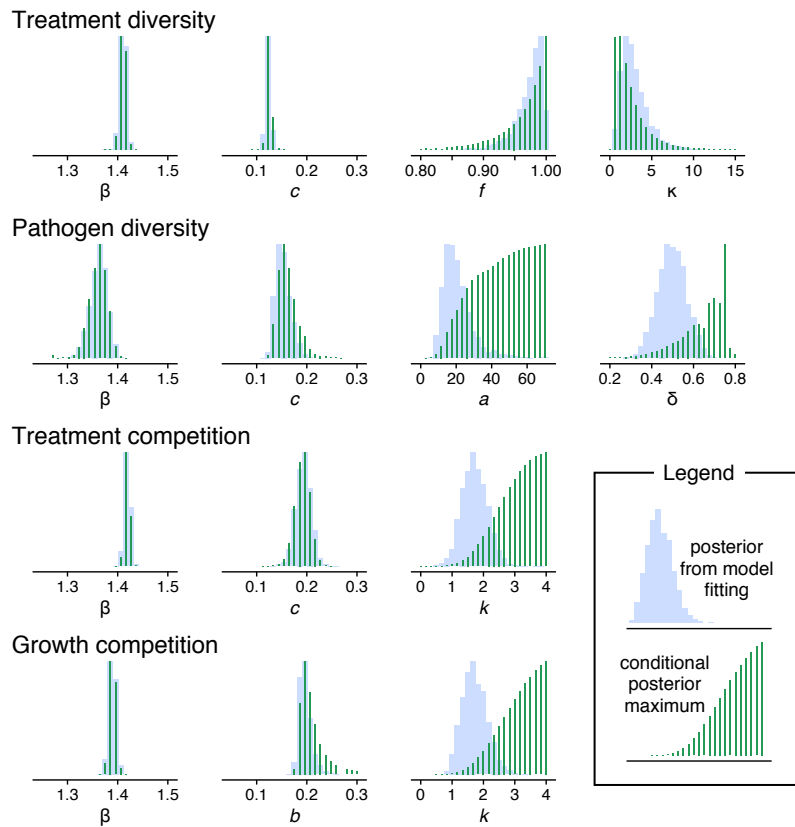 Treatment diversity
1.3 1.4 1.5 0.1 0.2 0.3 0.80 0.90 1.00 0 5 10 15
β c f κ
Pathogen diversity
1.3 1.4 1.5 0.1 0.2 0.3 0 20 40 60 0.2 0.4 0.6 0.8
β c a δ
Treatment competition
1.3 1.4 1.5 0.1 0.2 0.3 0 1 2 3 4
β c k
Growth competition
1.3 1.4 1.5 0.1 0.2 0.3 0 1 2 3 4
β b k
Legend
posterior
from model
fitting
conditional
posterior
maximum